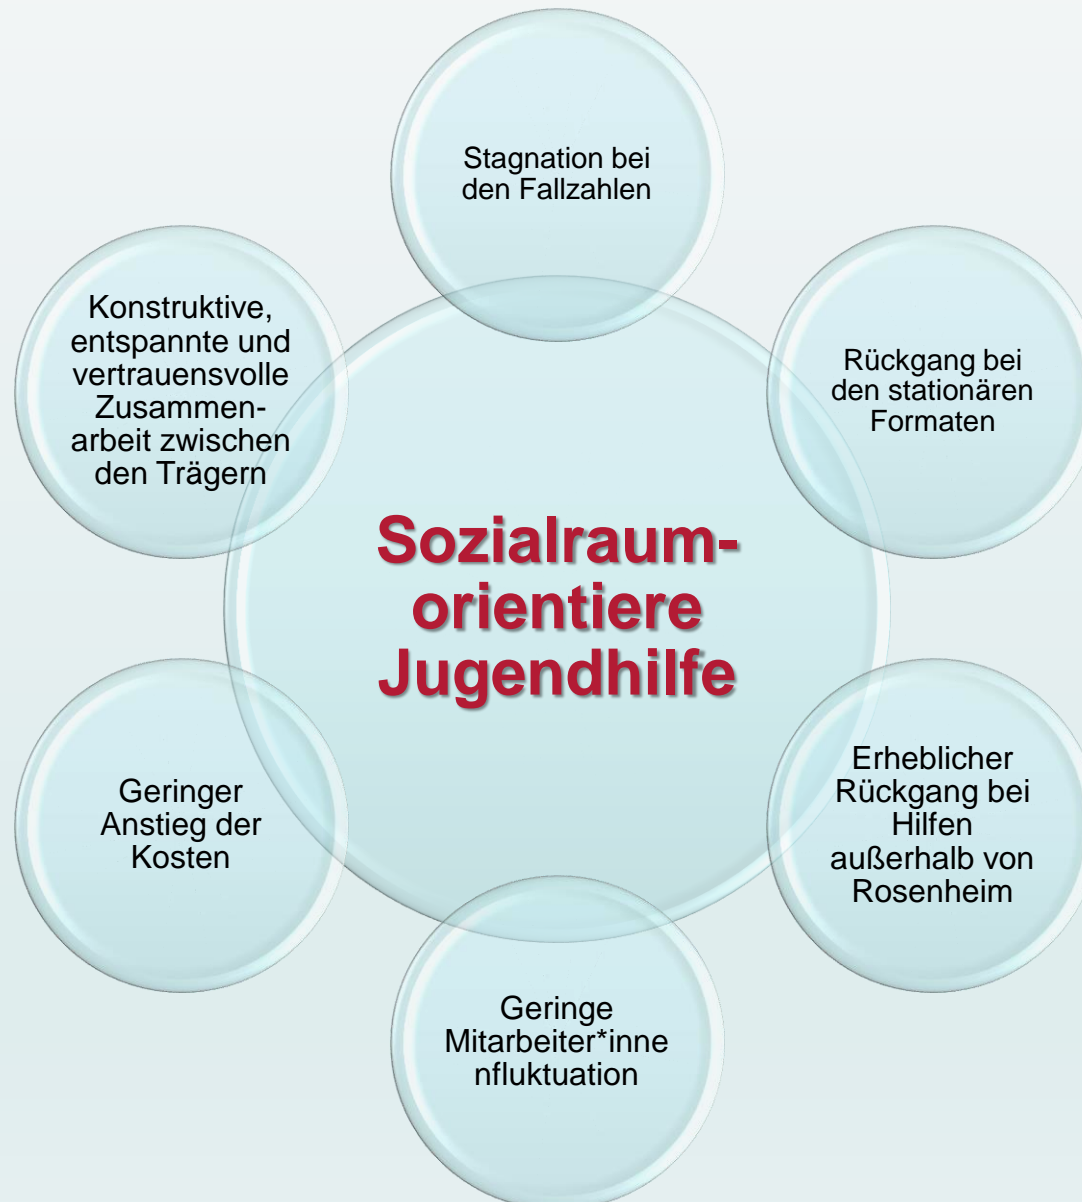 Stagnation bei
den Fallzahlen
Konstruktive,
entspannte und
vertrauensvolle
Zusammen-
arbeit zwischen
den Trägern
Rückgang bei
den stationären
Formaten
Sozialraum-
orientiere
Jugendhilfe
Geringer
Anstieg der
Kosten
Erheblicher
Rückgang bei
Hilfen
außerhalb von
Rosenheim
Geringe
Mitarbeiter*inne
nfluktuation